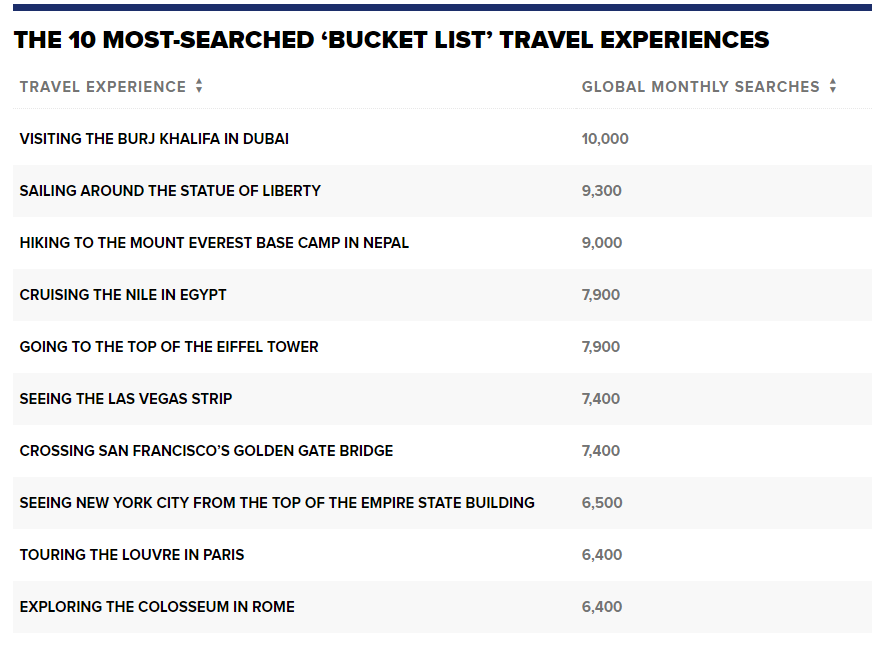 THE 10 MOST-SEARCHED ‘BUCKET LIST’ TRAVEL EXPERIENCES
TRAVEL EXPERIENCE GLOBAL MONTHLY SEARCHES
VISITING THE BURJ KHALIFA IN DUBAI 10,000
SAILING AROUND THE STATUE OF LIBERTY 9,300
HIKING TO THE MOUNT EVEREST BASE CAMP IN NEPAL 9,000
CRUISING THE NILE IN EGYPT 7,900
GOING TO THE TOP OF THE EIFFEL TOWER 7,900
SEEING THE LAS VEGAS STRIP 7,400
CROSSING SAN FRANCISCO’S GOLDEN GATE BRIDGE 7,400
SEEING NEW YORK CITY FROM THE TOP OF THE EMPIRE STATE BUILDING 6,500
TOURING THE LOUVRE IN PARIS 6,400
EXPLORING THE COLOSSEUM IN ROME 6,400